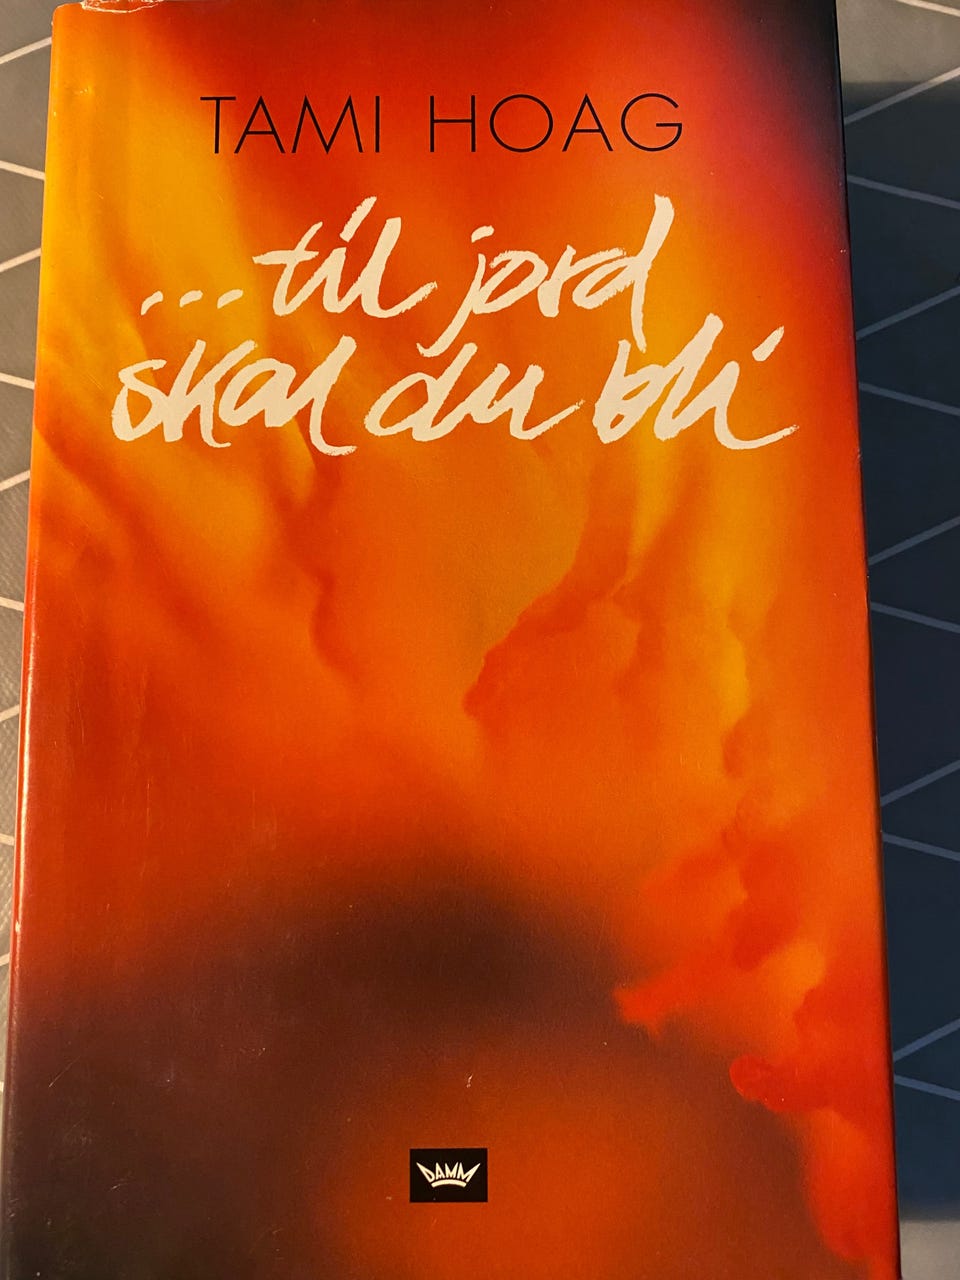 TAMI HOAG
...til jord
skal du bli
DAMM